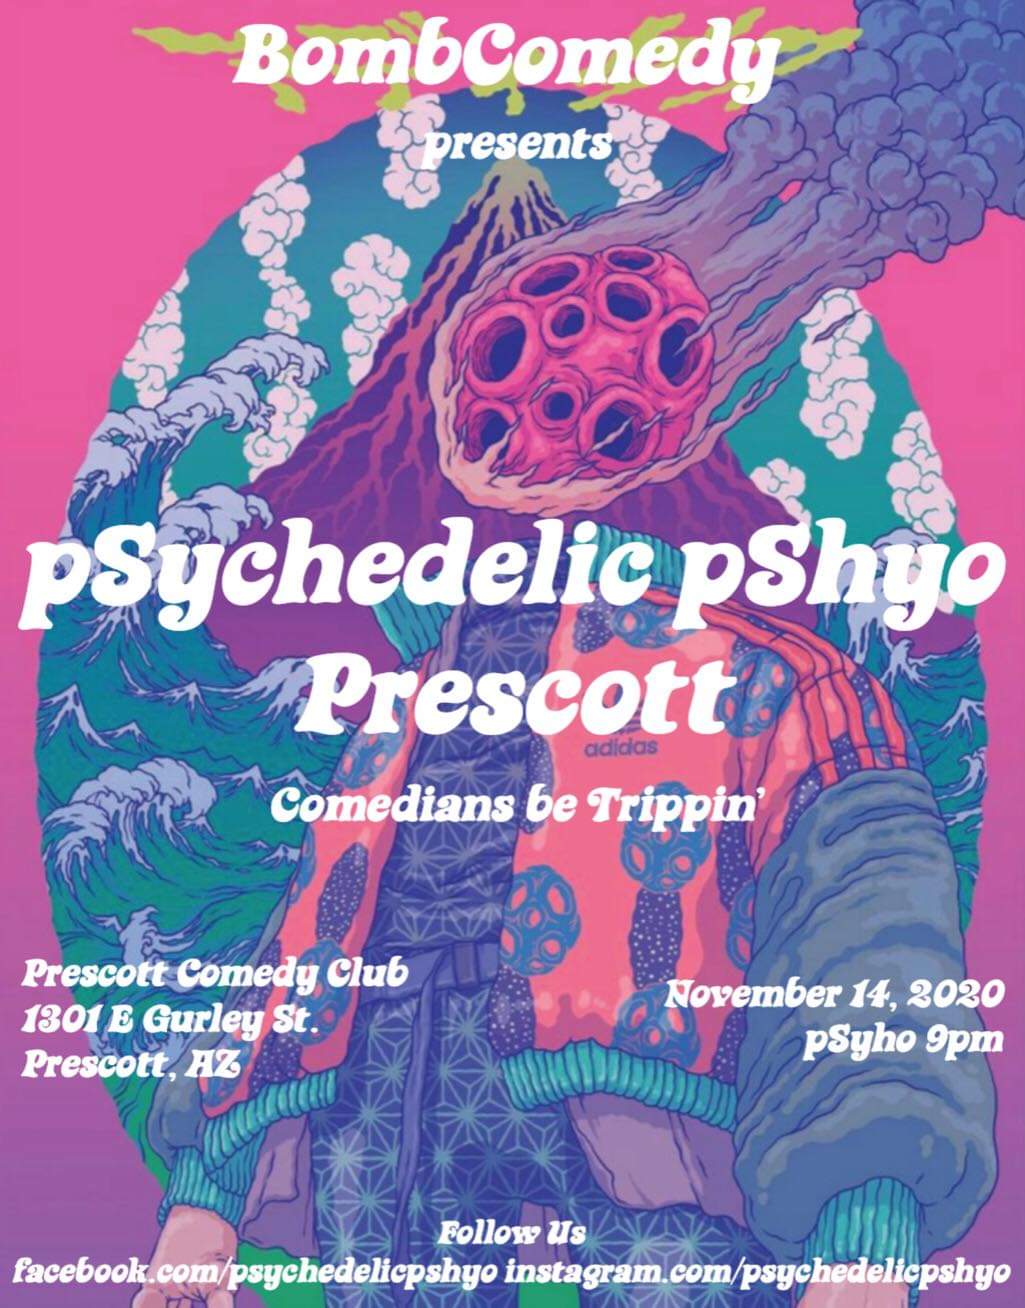 BombComedy
presents
pSychedelic pShyo
Prescott
adidas
Comedians be Trippin'
Prescott Comedy Club
1301 E Gurley St.
Prescott, AZ
November 14, 2020
pSyho 9pm
Follow Us
facebook.com/psychedelicpshyo instagram.com/psychedelicpshyo